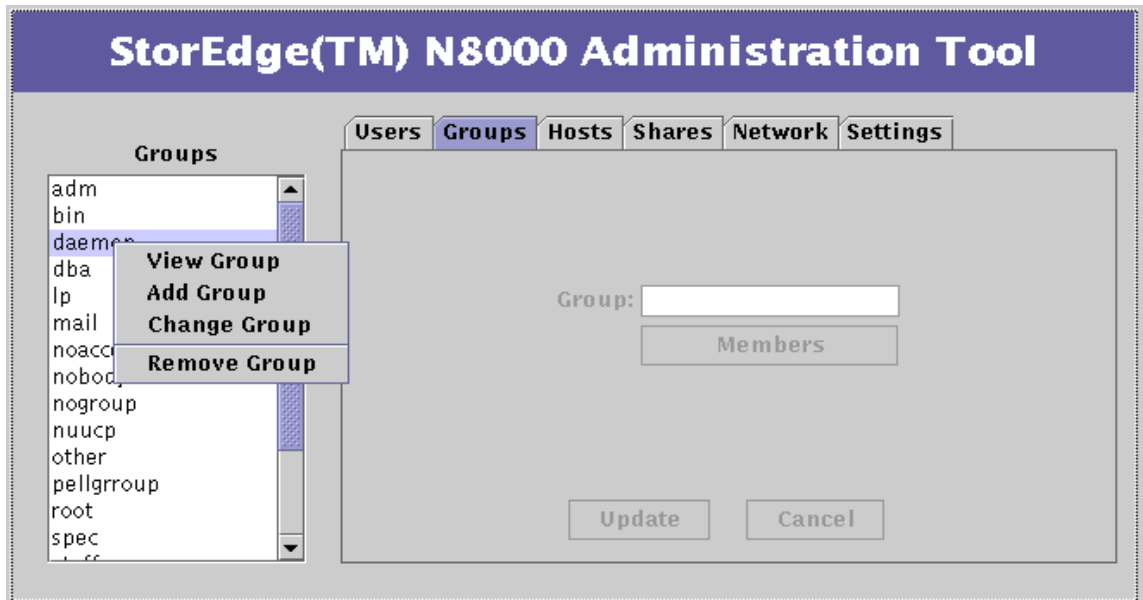 StorEdge(TM) N8000 Administration Tool
Users Groups Hosts Shares Network Settings
Groups
adm
bin
dba
lp
mail
nogroup
nuucp
other
pellgrroup
root
spec
View Group
Add Group
Change Group
Remove Group
Group:
Members
Update Cancel